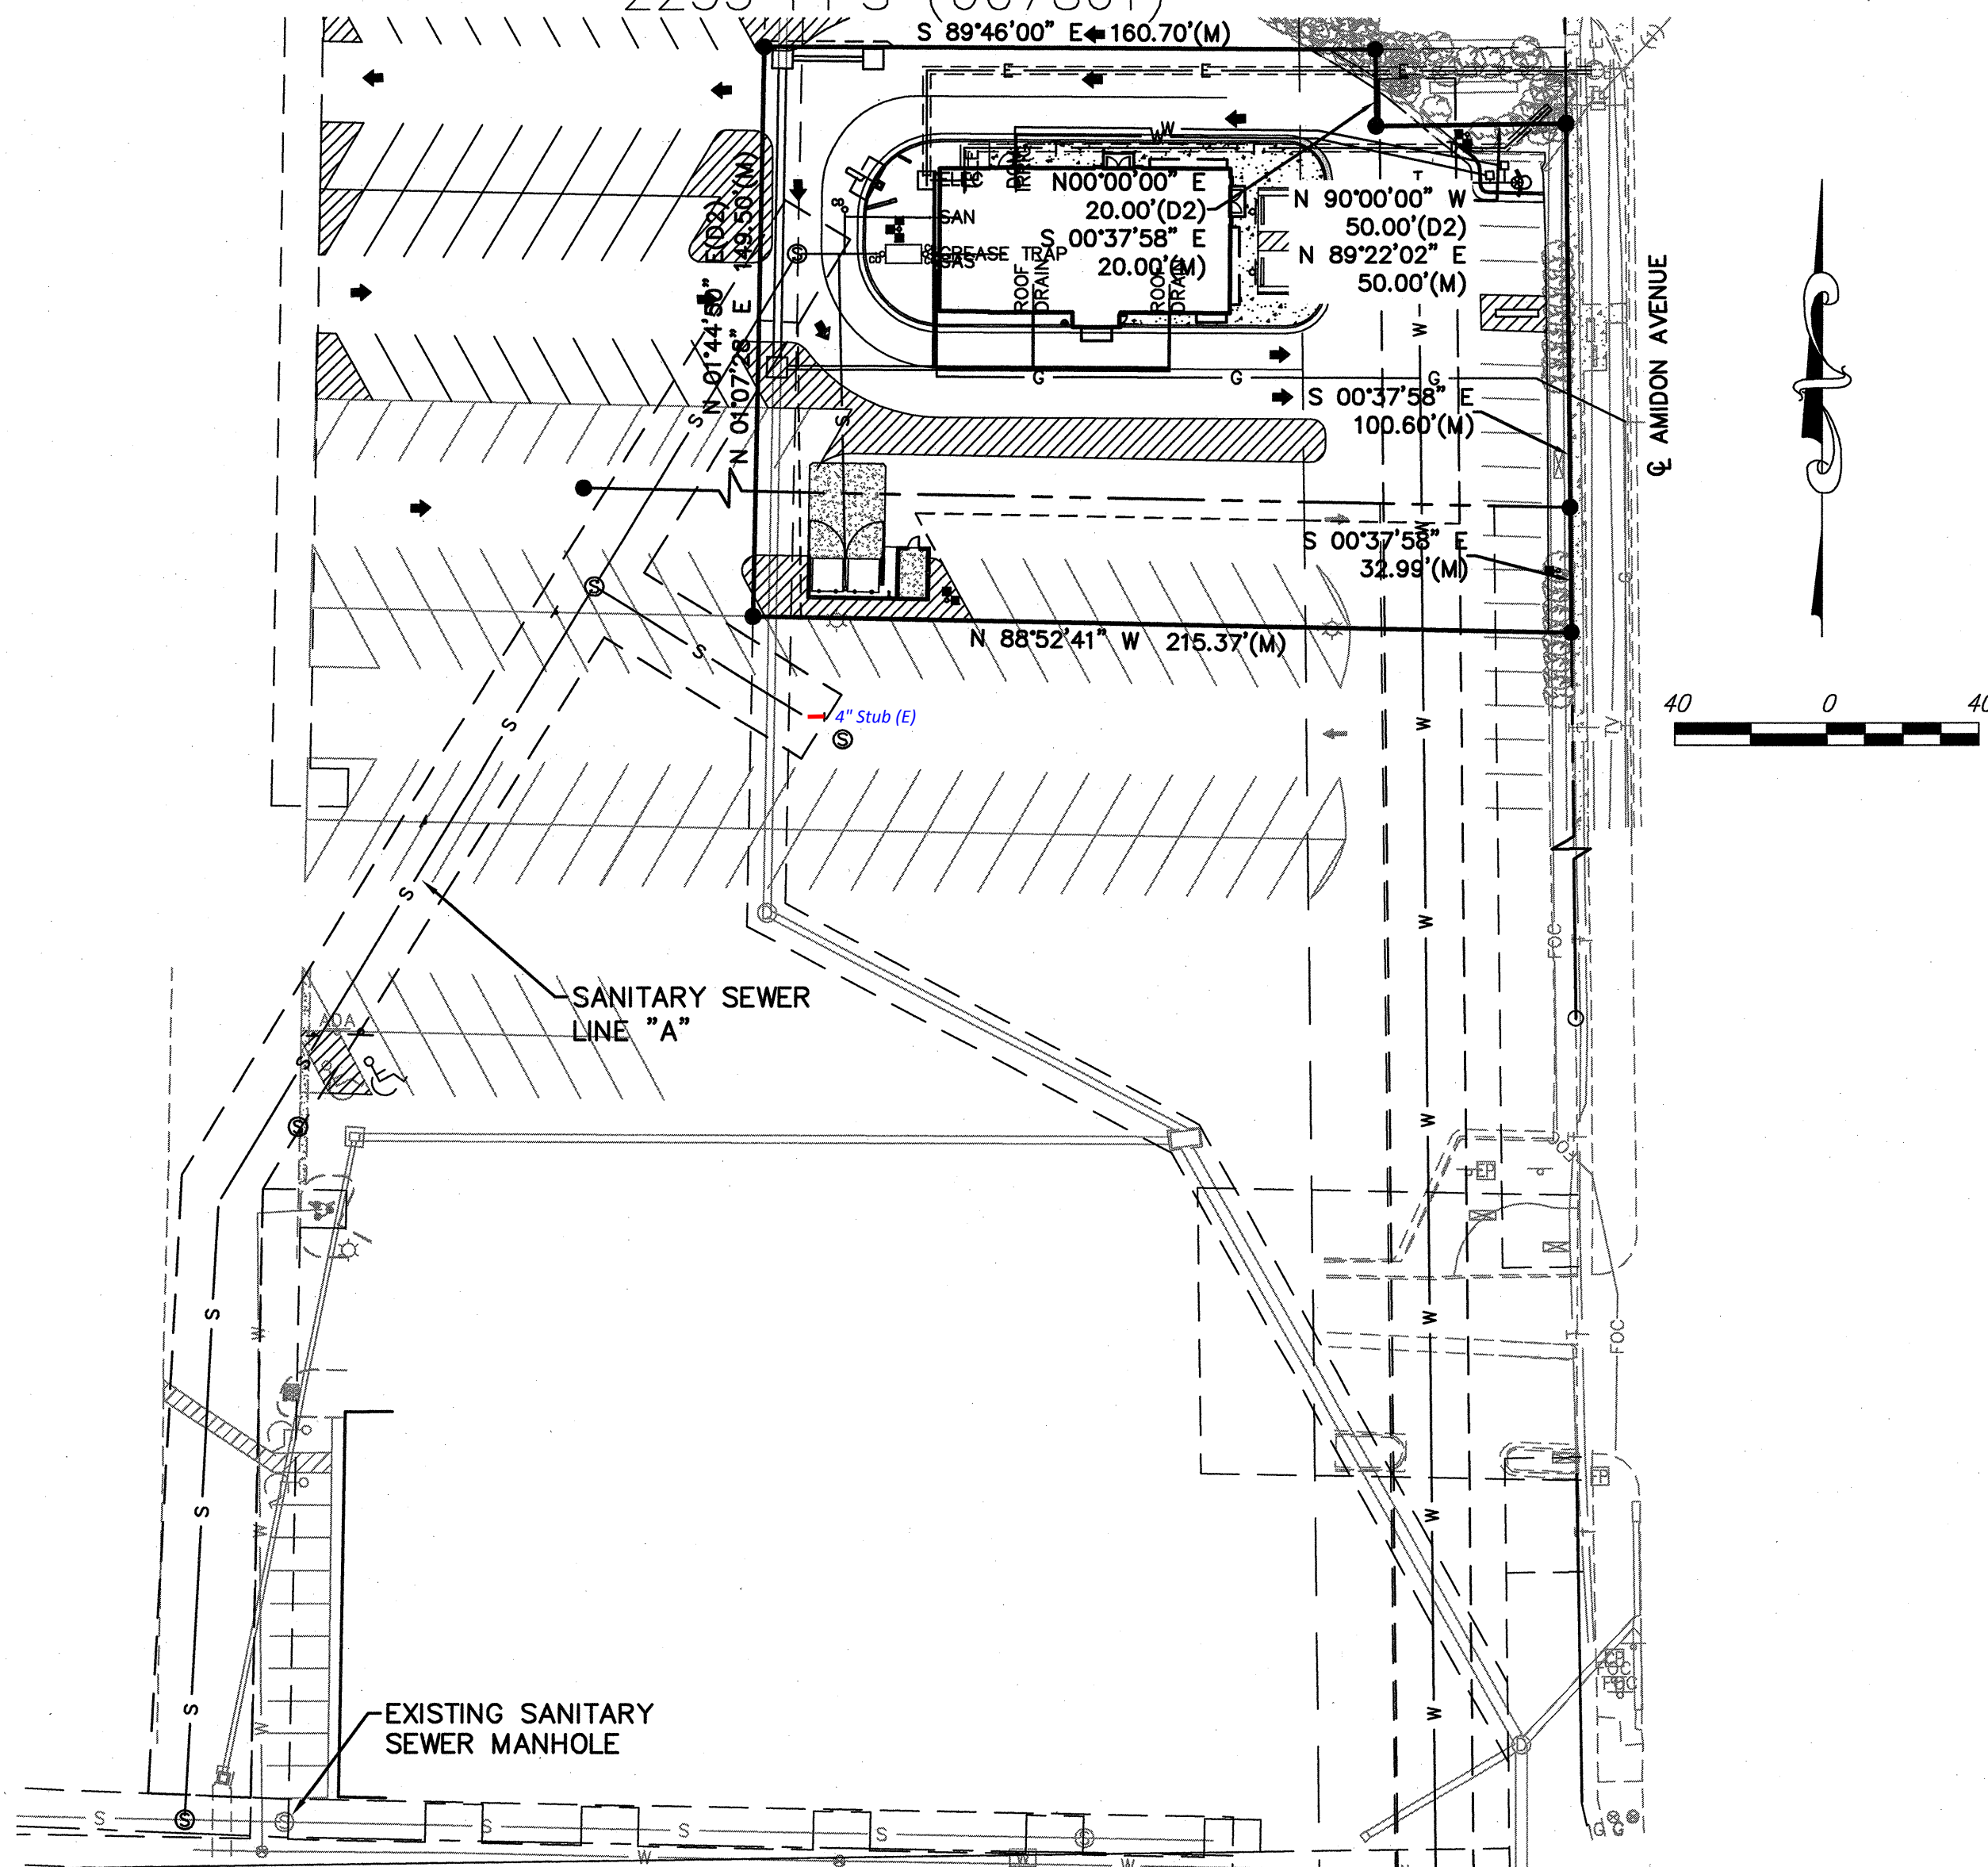 S 89°46'00" E 160.70'(M)
E
E
E
W
W
ELEC
SAN
GREASE TRAP
GAS
ROOF
DRAIN
ROOF
DRAIN
N00°00'00" E
20.00'(D2)
S 00°37'58" E
20.00'(M)
N 90°00'00" W
50.00'(D2)
N 89°22'02" E
50.00'(M)
T
N 01°44'50" E(D2)
N 01°07'28" E 149.50'(M)
℄ AMIDON AVENUE
G
G
G
W
S
S
S 00°37'58" E
100.60'(M)
W
S 00°37'58" E
32.99'(M)
G
S
S
N 88°52'41" W 215.37'(M)
4" Stub (E)
S
S
W
TV
40
0
40
S
W
FOC
SANITARY SEWER
LINE "A"
ADA
S
S
W
EP
S
W
W
FOC
S
W
W
EP
S
W
W
FOC
EXISTING SANITARY
SEWER MANHOLE
S
S
S
S
S
S
G G
W
W
W